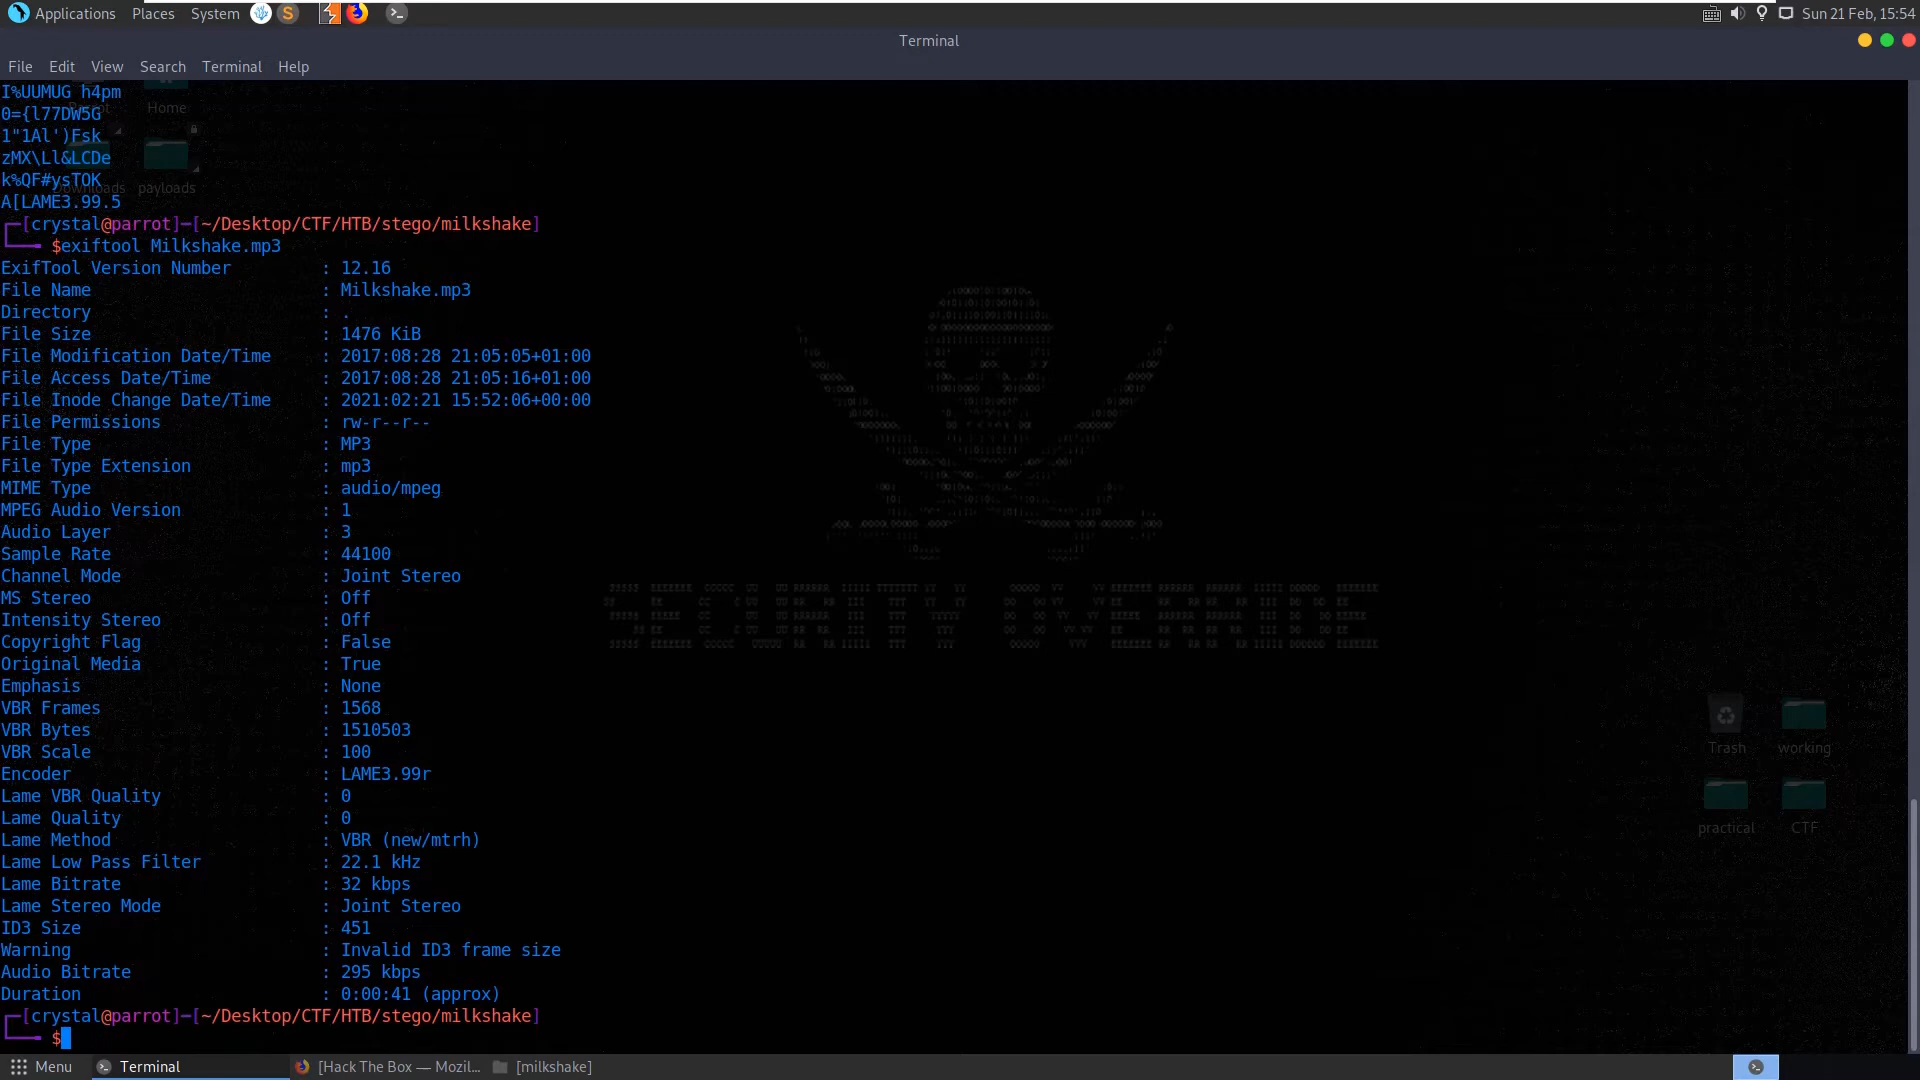 Applications Places System Sun 21 Feb, 15:54
Terminal
File Edit View Search Terminal Help
I%UUMUG h4pm
Home
0={l77DW5G
1"1Al')Fsk
zMX\Ll&LCDe
k%QF#ysTOK
Downloads payloads
A[LAME3.99.5
┌─[crystal@parrot]─[~/Desktop/CTF/HTB/stego/milkshake]
└──╼ $exiftool Milkshake.mp3
ExifTool Version Number : 12.16
File Name : Milkshake.mp3
Directory : .
File Size : 1476 KiB
File Modification Date/Time : 2017:08:28 21:05:05+01:00
File Access Date/Time : 2017:08:28 21:05:16+01:00
File Inode Change Date/Time : 2021:02:21 15:52:06+00:00
File Permissions : rw-r--r--
File Type : MP3
File Type Extension : mp3
MIME Type : audio/mpeg
MPEG Audio Version : 1
Audio Layer : 3
Sample Rate : 44100
Channel Mode : Joint Stereo
MS Stereo : Off
Intensity Stereo : Off
Copyright Flag : False
Original Media : True
Emphasis : None
VBR Frames : 1568
VBR Bytes : 1510503
VBR Scale : 100
Encoder : LAME3.99r
Lame VBR Quality : 0
Lame Quality : 0
Lame Method : VBR (new/mtrh)
Lame Low Pass Filter : 22.1 kHz
Lame Bitrate : 32 kbps
Lame Stereo Mode : Joint Stereo
ID3 Size : 451
Warning : Invalid ID3 frame size
Audio Bitrate : 295 kbps
Duration : 0:00:41 (approx)
┌─[crystal@parrot]─[~/Desktop/CTF/HTB/stego/milkshake]
└──╼ $
SECURITY OVERRIDE
Trash working
practical CTF
Menu Terminal [Hack The Box — Mozil... [milkshake]